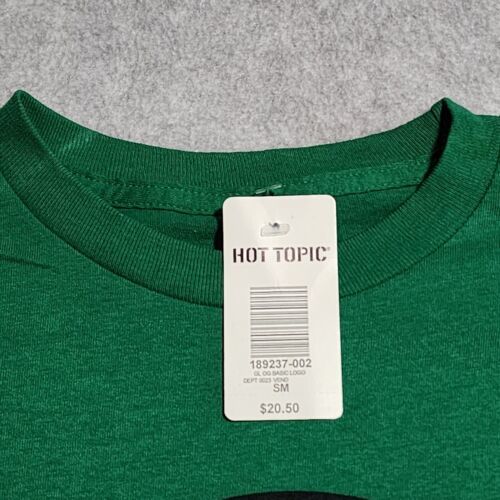 HOT TOPIC®
189237-002
GL OG BASIC LOGO
DEPT 0023 VEND
SM
$20.50